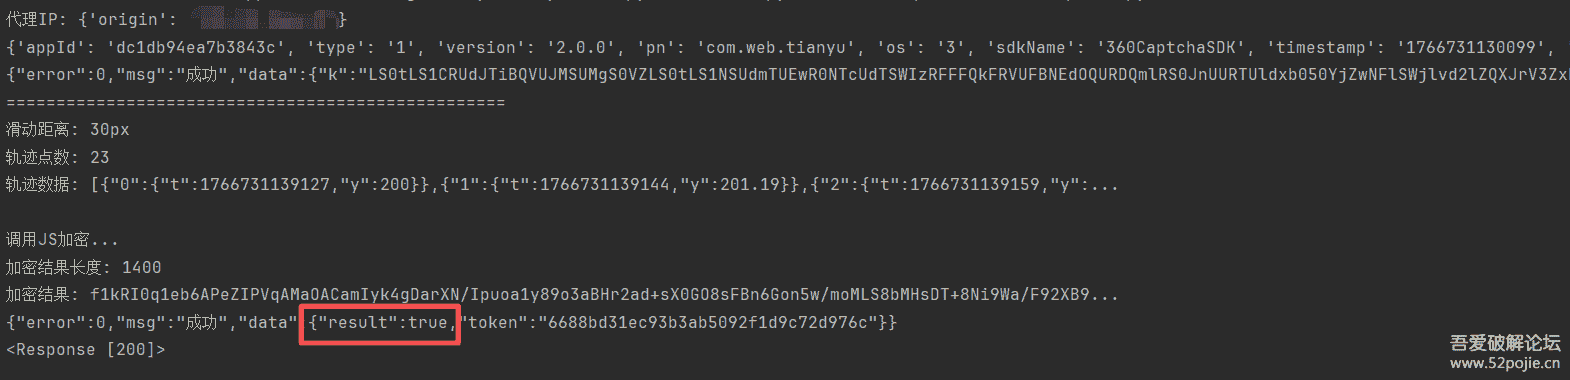 代理IP: {'origin': }
{'appId': 'dc1db94ea7b3843c', 'type': '1', 'version': '2.0.0', 'pn': 'com.web.tianyu', 'os': '3', 'sdkName': '360CaptchaSDK', 'timestamp': '1766731130099',
{"error":0,"msg":"成功","data":{"k":"LS0tLS1CRUdJTiBQVUJMSUMgS0VZLS0tLS1NSUdmTUEwR0NTcUdTSWIzRFFFQkFRVUFBNEdOQURDQmlRS0JnUURTUldxb050YjZwNFlSWjlvd2lZQXJrV3Zx
==================================================
滑动距离: 30px
轨迹点数: 23
轨迹数据: [{"0":{"t":1766731139127,"y":200}},{"1":{"t":1766731139144,"y":201.19}},{"2":{"t":1766731139159,"y":...
调用JS加密...
加密结果长度: 1400
加密结果: f1kRI0q1eb6APeZIPVqAMaOACamIyk4gDarXN/Ipuoa1y89o3aBHr2ad+sX0GO8sFBn6Gon5w/moMLS8bMHsDT+8Ni9Wa/F92XB9...
{"error":0,"msg":"成功","data":{"result":true,"token":"6688bd31ec93b3ab5092f1d9c72d976c"}}
<Response [200]>
吾爱破解论坛
www.52pojie.cn